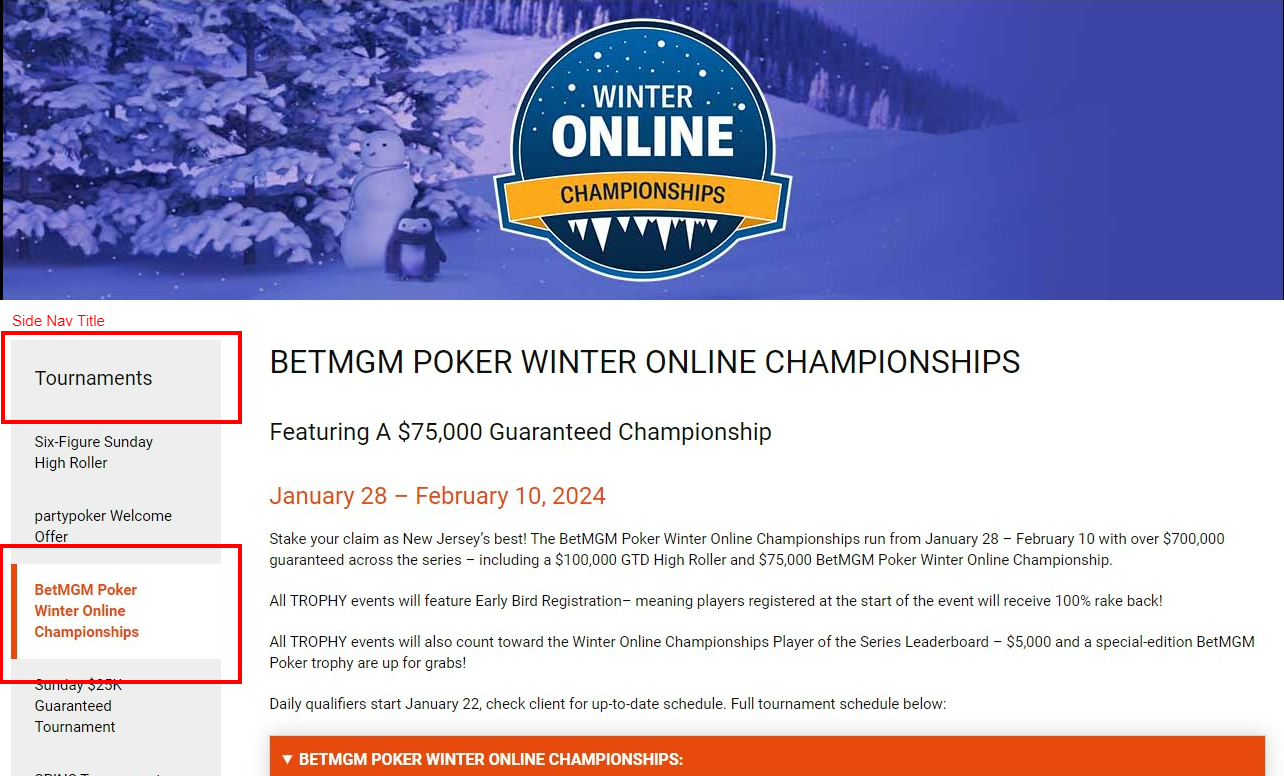 WINTER
ONLINE
CHAMPIONSHIPS
Side Nav Title
Tournaments
Six-Figure Sunday
High Roller
partypoker Welcome
Offer
BetMGM Poker
Winter Online
Championships
Sunday $25K
Guaranteed
Tournament
BETMGM POKER WINTER ONLINE CHAMPIONSHIPS
Featuring A $75,000 Guaranteed Championship
January 28 – February 10, 2024
Stake your claim as New Jersey’s best! The BetMGM Poker Winter Online Championships run from January 28 – February 10 with over $700,000
guaranteed across the series – including a $100,000 GTD High Roller and $75,000 BetMGM Poker Winter Online Championship.
All TROPHY events will feature Early Bird Registration– meaning players registered at the start of the event will receive 100% rake back!
All TROPHY events will also count toward the Winter Online Championships Player of the Series Leaderboard – $5,000 and a special-edition BetMGM
Poker trophy are up for grabs!
Daily qualifiers start January 22, check client for up-to-date schedule. Full tournament schedule below:
▼ BETMGM POKER WINTER ONLINE CHAMPIONSHIPS: